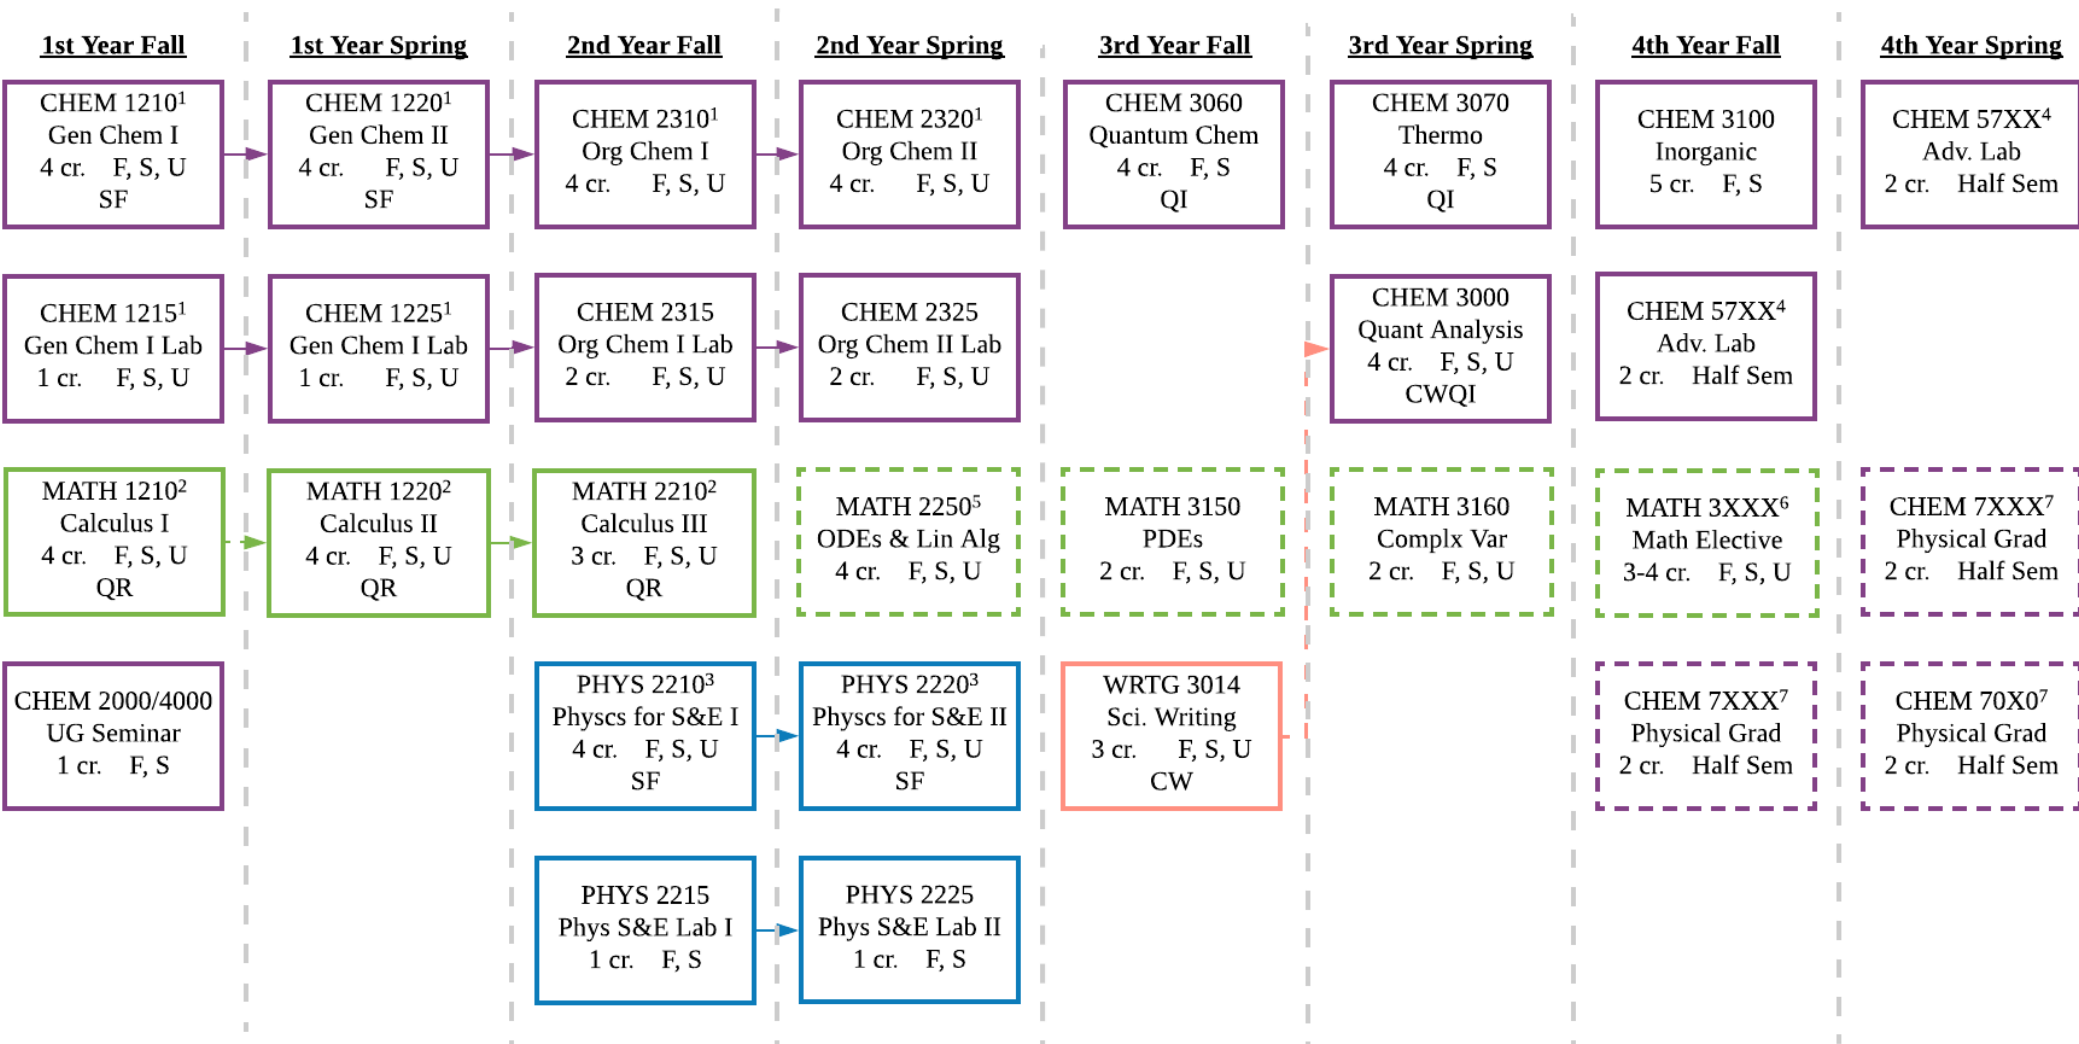 1st Year Fall
CHEM 1210¹
Gen Chem I
4 cr. F, S, U
SF
CHEM 1215¹
Gen Chem I Lab
1 cr. F, S, U
MATH 1210²
Calculus I
4 cr. F, S, U
QR
CHEM 2000/4000
UG Seminar
1 cr. F, S
1st Year Spring
CHEM 1220¹
Gen Chem II
4 cr. F, S, U
SF
CHEM 1225¹
Gen Chem I Lab
1 cr. F, S, U
MATH 1220²
Calculus II
4 cr. F, S, U
QR
2nd Year Fall
CHEM 2310¹
Org Chem I
4 cr. F, S, U
CHEM 2315
Org Chem I Lab
2 cr. F, S, U
MATH 2210²
Calculus III
3 cr. F, S, U
QR
PHYS 2210³
Physcs for S&E I
4 cr. F, S, U
SF
PHYS 2215
Phys S&E Lab I
1 cr. F, S
2nd Year Spring
CHEM 2320¹
Org Chem II
4 cr. F, S, U
CHEM 2325
Org Chem II Lab
2 cr. F, S, U
MATH 2250⁵
ODEs & Lin Alg
4 cr. F, S, U
PHYS 2220³
Physcs for S&E II
4 cr. F, S, U
SF
PHYS 2225
Phys S&E Lab II
1 cr. F, S
3rd Year Fall
CHEM 3060
Quantum Chem
4 cr. F, S
QI
MATH 3150
PDEs
2 cr. F, S, U
WRTG 3014
Sci. Writing
3 cr. F, S, U
CW
3rd Year Spring
CHEM 3070
Thermo
4 cr. F, S
QI
CHEM 3000
Quant Analysis
4 cr. F, S, U
CWQI
MATH 3160
Complx Var
2 cr. F, S, U
4th Year Fall
CHEM 3100
Inorganic
5 cr. F, S
CHEM 57XX⁴
Adv. Lab
2 cr. Half Sem
MATH 3XXX⁶
Math Elective
3-4 cr. F, S, U
CHEM 7XXX⁷
Physical Grad
2 cr. Half Sem
4th Year Spring
CHEM 57XX⁴
Adv. Lab
2 cr. Half Sem
CHEM 7XXX⁷
Physical Grad
2 cr. Half Sem
CHEM 70X0⁷
Physical Grad
2 cr. Half Sem